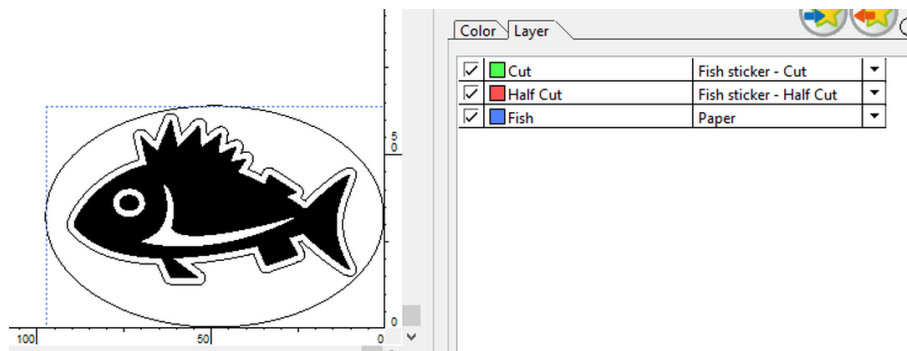 Color Layer
Cut Fish sticker - Cut
Half Cut Fish sticker - Half Cut
Fish Paper
5
0
0
100 50 0